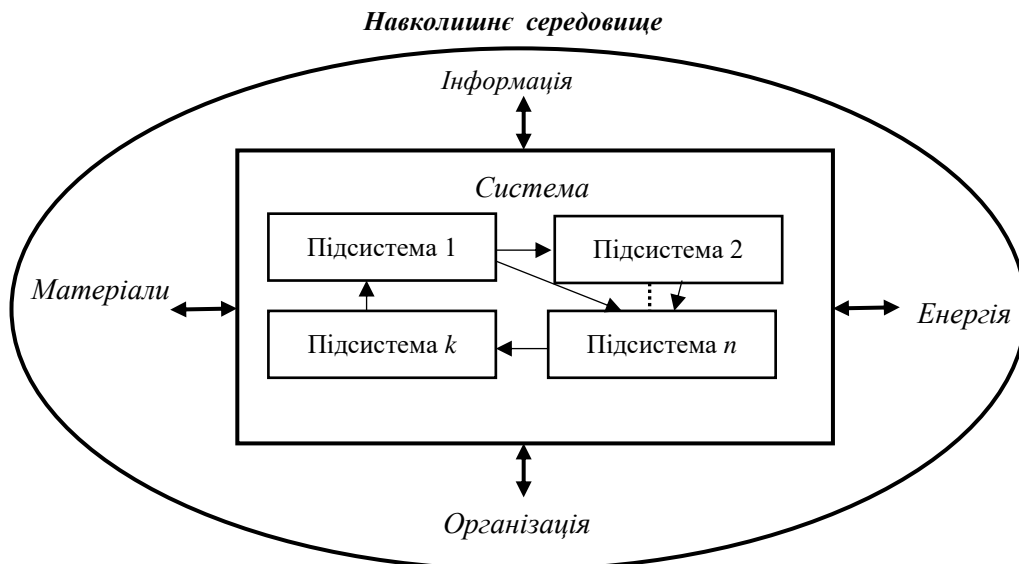 Навколишнє середовище
Інформація
Система
Підсистема 1
Підсистема 2
Матеріали
Енергія
Підсистема k
Підсистема n
Організація